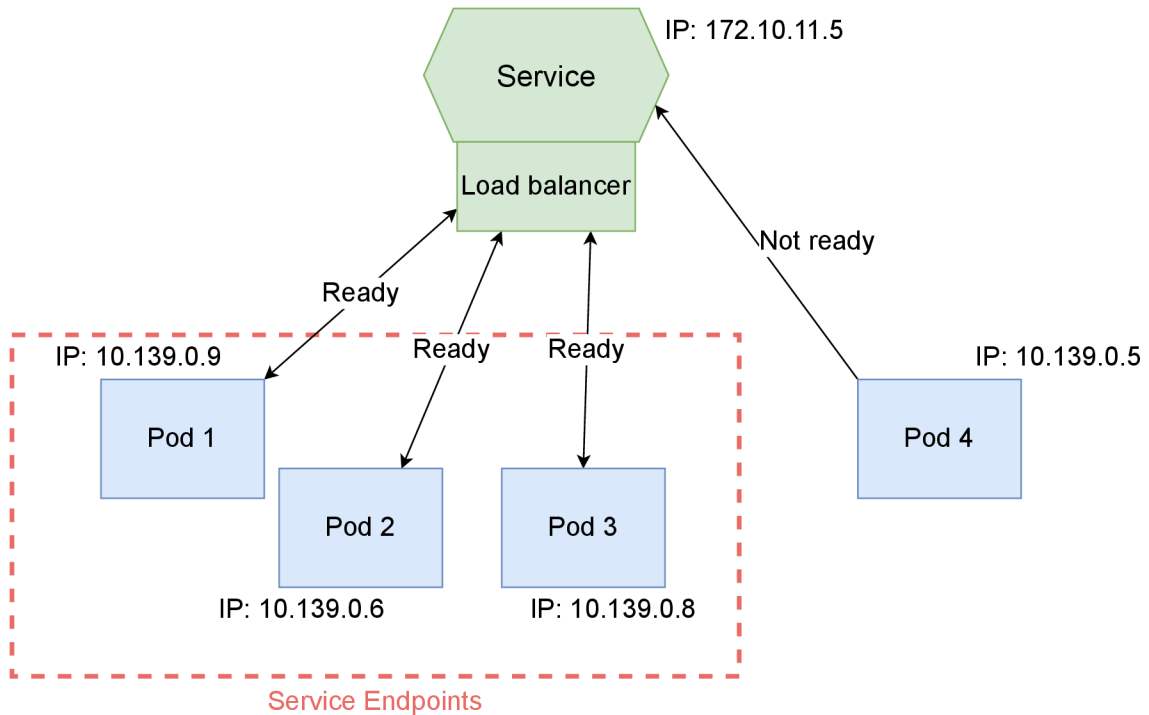 IP: 172.10.11.5
Service
Load balancer
Not ready
Ready
Ready
Ready
IP: 10.139.0.9
IP: 10.139.0.5
Pod 1
Pod 4
Pod 2
Pod 3
IP: 10.139.0.6
IP: 10.139.0.8
Service Endpoints